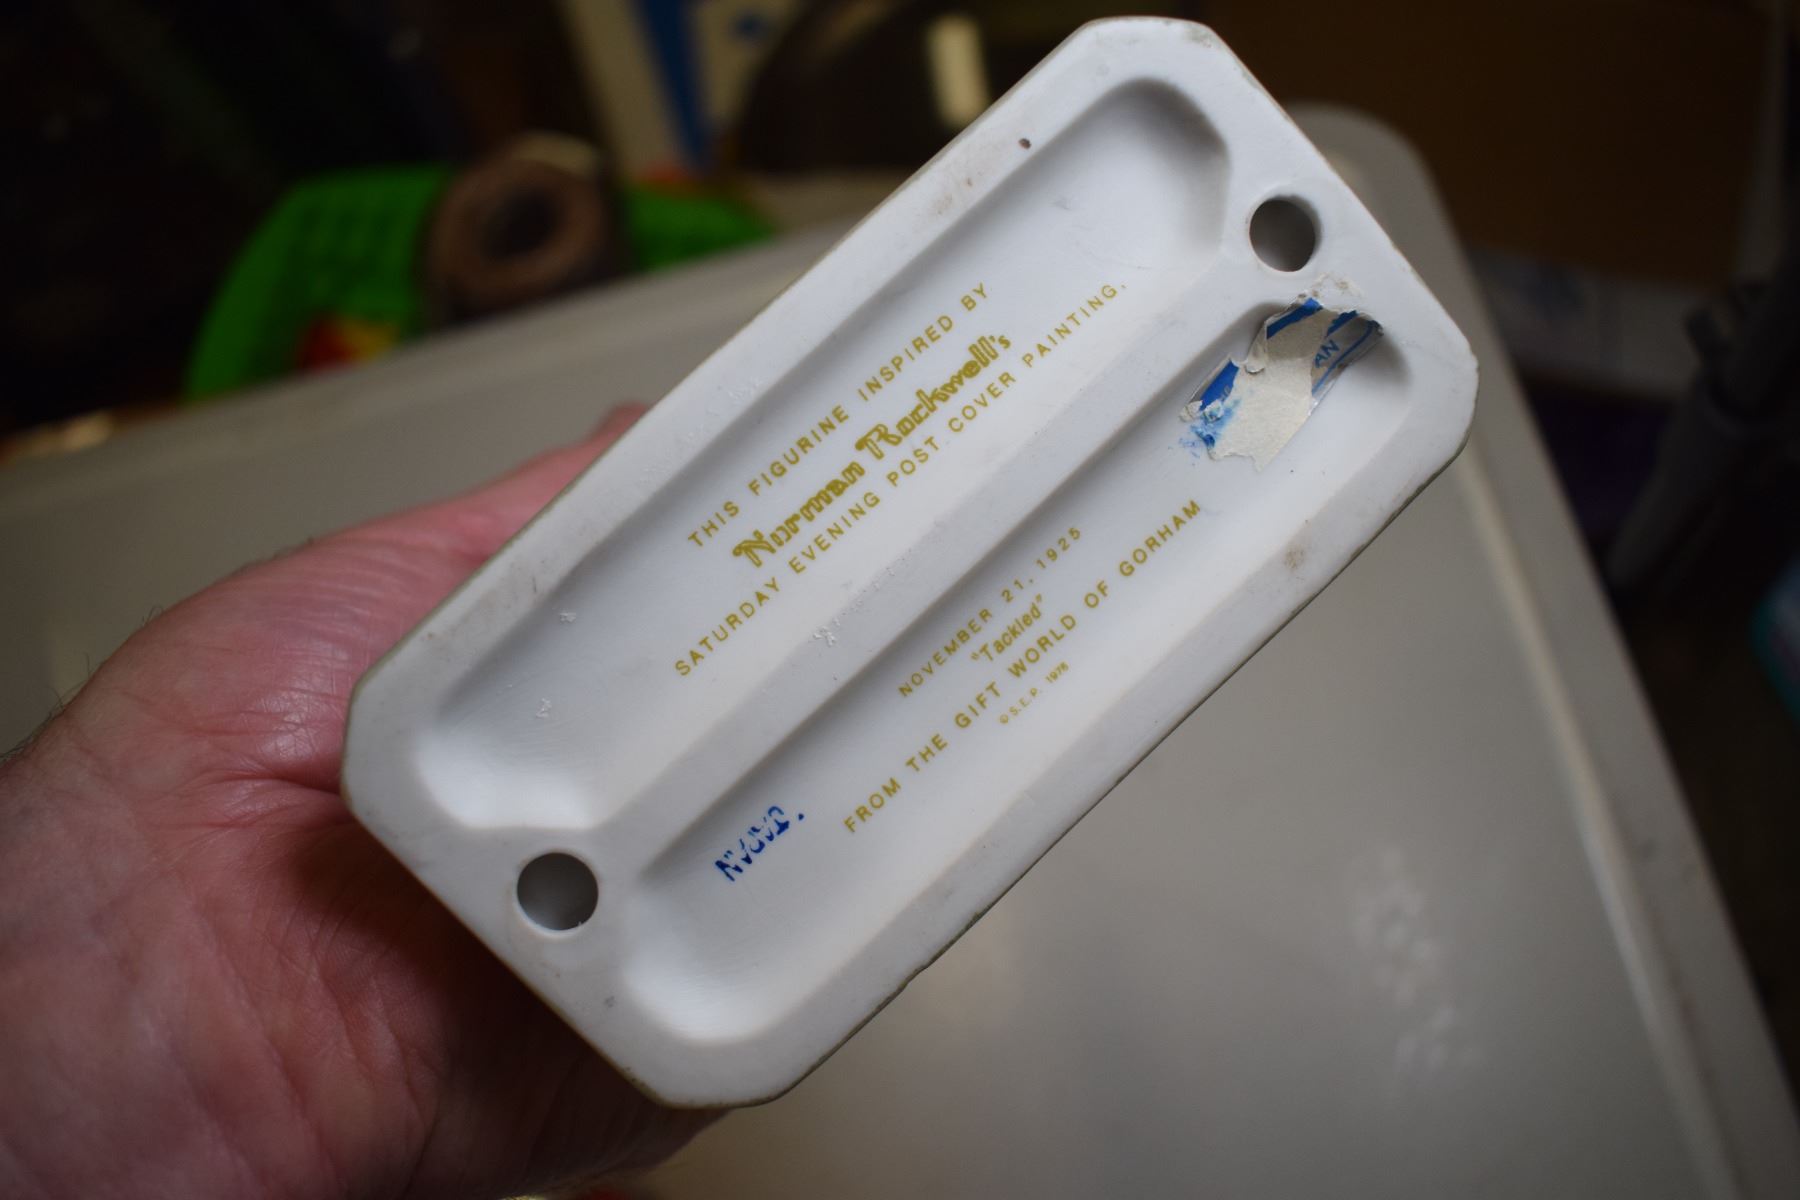 THIS FIGURINE INSPIRED BY
Norman Rockwell's
SATURDAY EVENING POST COVER PAINTING,
NOVEMBER 21, 1925
"Tackled"
FROM THE GIFT WORLD OF GORHAM
© S.E.P. 1975
JAPAN